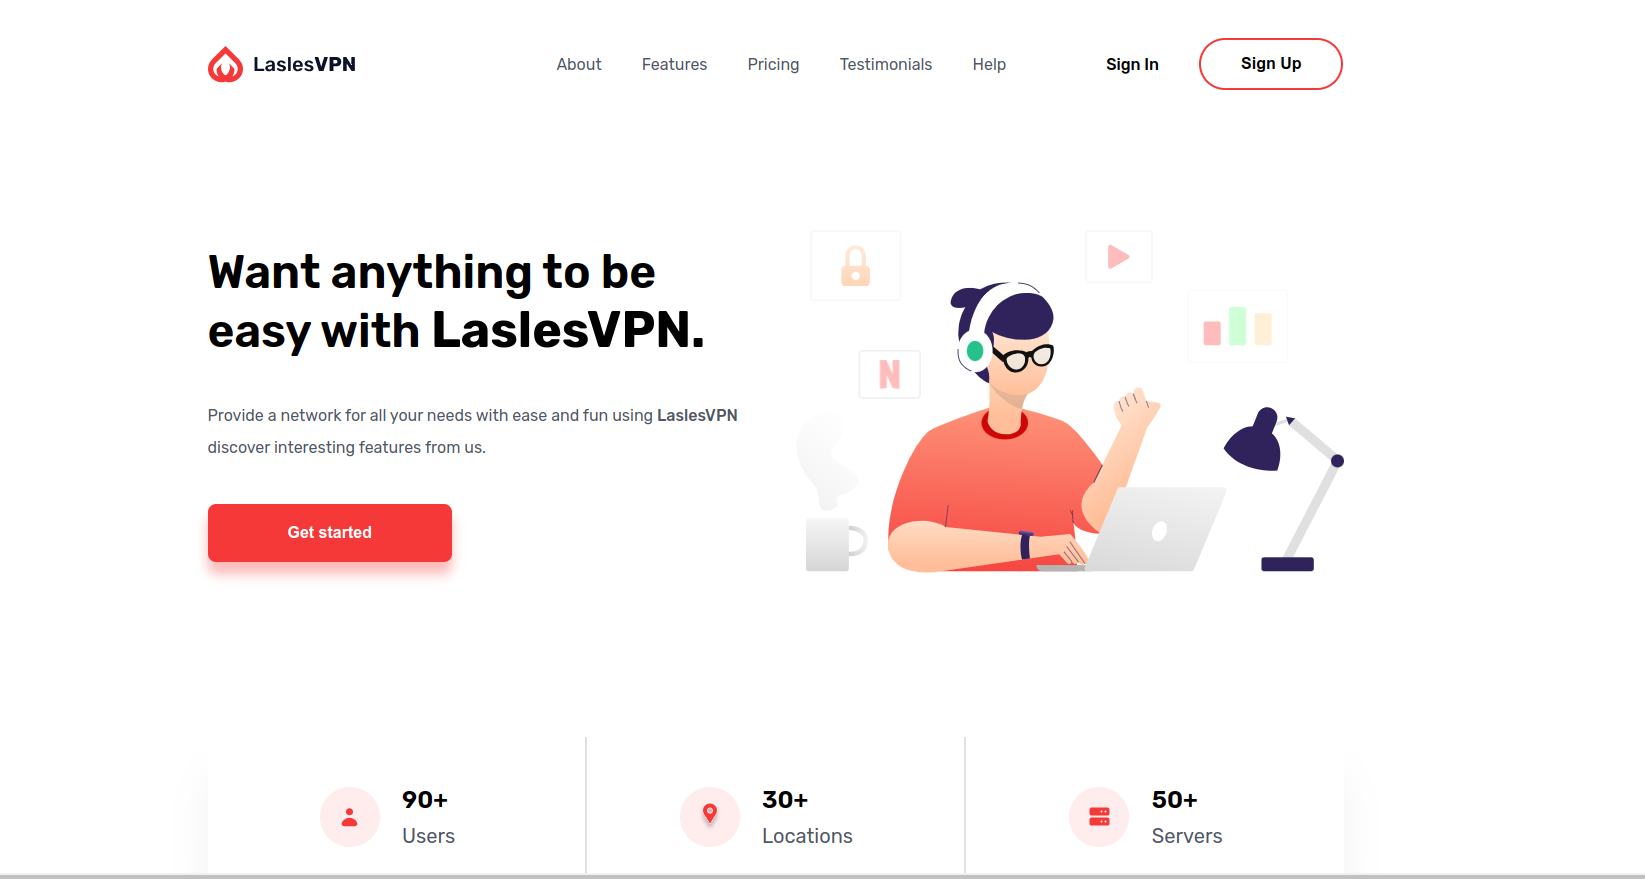 LaslesVPN
About Features Pricing Testimonials Help
Sign In
Sign Up
Want anything to be
easy with LaslesVPN.
Provide a network for all your needs with ease and fun using LaslesVPN
discover interesting features from us.
Get started
N
90+
Users
30+
Locations
50+
Servers